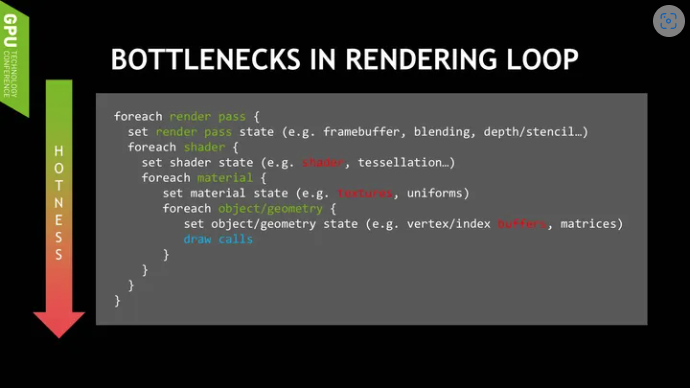 GPU
TECHNOLOGY
CONFERENCE
BOTTLENECKS IN RENDERING LOOP
HOTNESS
foreach render pass {
set render pass state (e.g. framebuffer, blending, depth/stencil…)
foreach shader {
set shader state (e.g. shader, tessellation…)
foreach material {
set material state (e.g. textures, uniforms)
foreach object/geometry {
set object/geometry state (e.g. vertex/index buffers, matrices)
draw calls
}
}
}
}